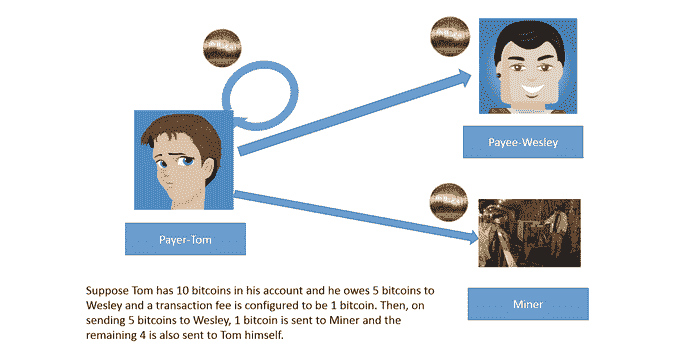 Payee-Wesley
Payer-Tom
Suppose Tom has 10 bitcoins in his account and he owes 5 bitcoins to
Wesley and a transaction fee is configured to be 1 bitcoin. Then, on
sending 5 bitcoins to Wesley, 1 bitcoin is sent to Miner and the
remaining 4 is also sent to Tom himself.
Miner